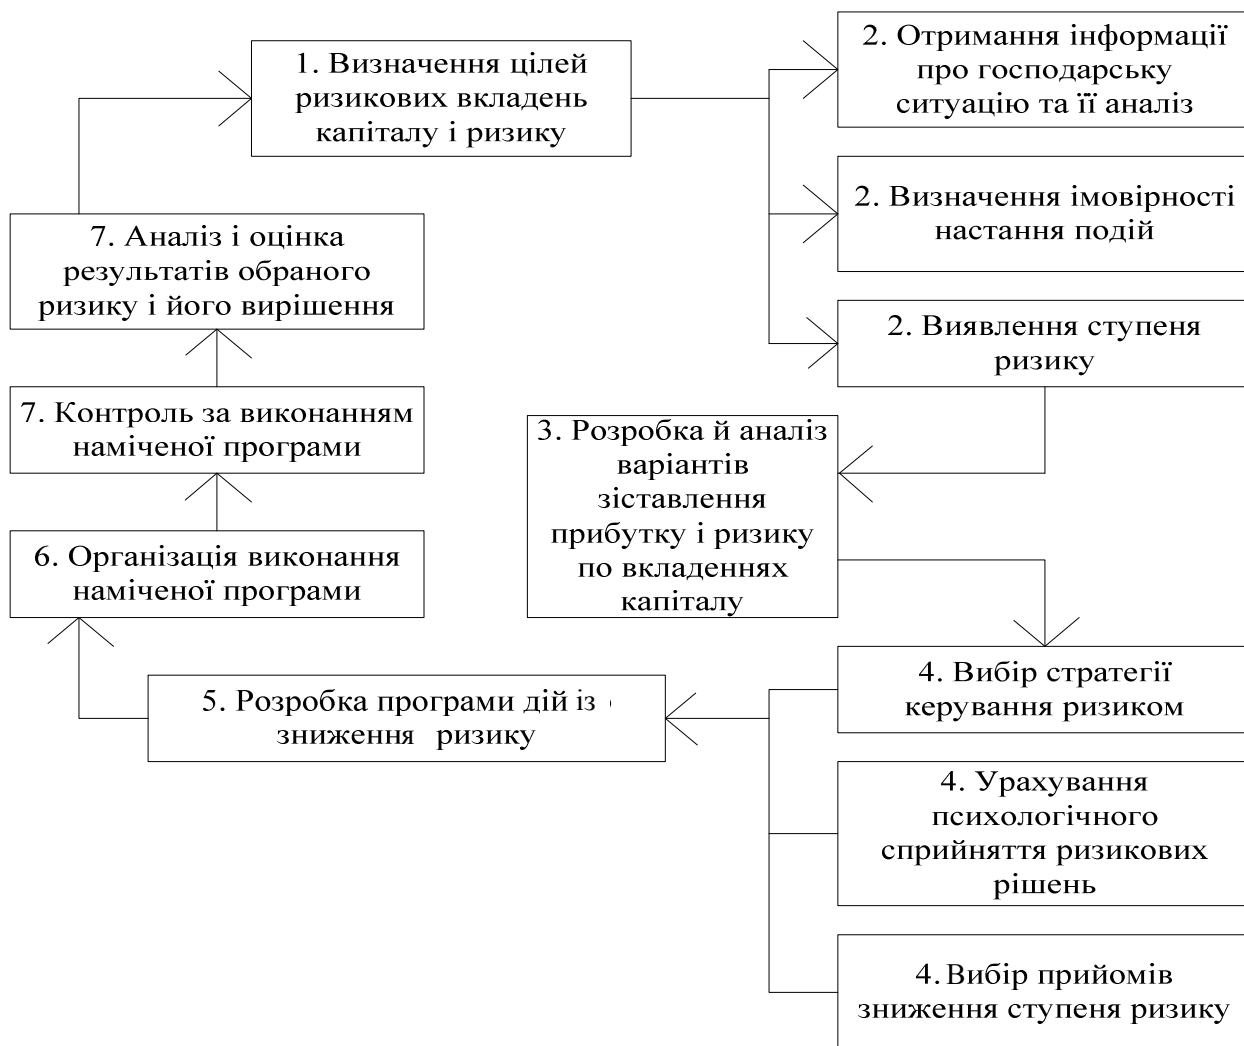 1. Визначення цілей
ризикових вкладень
капіталу і ризику
2. Отримання інформації
про господарську
ситуацію та її аналіз
2. Визначення імовірності
настання подій
2. Виявлення ступеня
ризику
3. Розробка й аналіз
варіантів
зіставлення
прибутку і ризику
по вкладеннях
капіталу
4. Вибір стратегії
керування ризиком
4. Урахування
психологічного
сприйняття ризикових
рішень
4. Вибір прийомів
зниження ступеня ризику
5. Розробка програми дій із
зниження ризику
6. Організація виконання
наміченої програми
7. Контроль за виконанням
наміченої програми
7. Аналіз і оцінка
результатів обраного
ризику і його вирішення